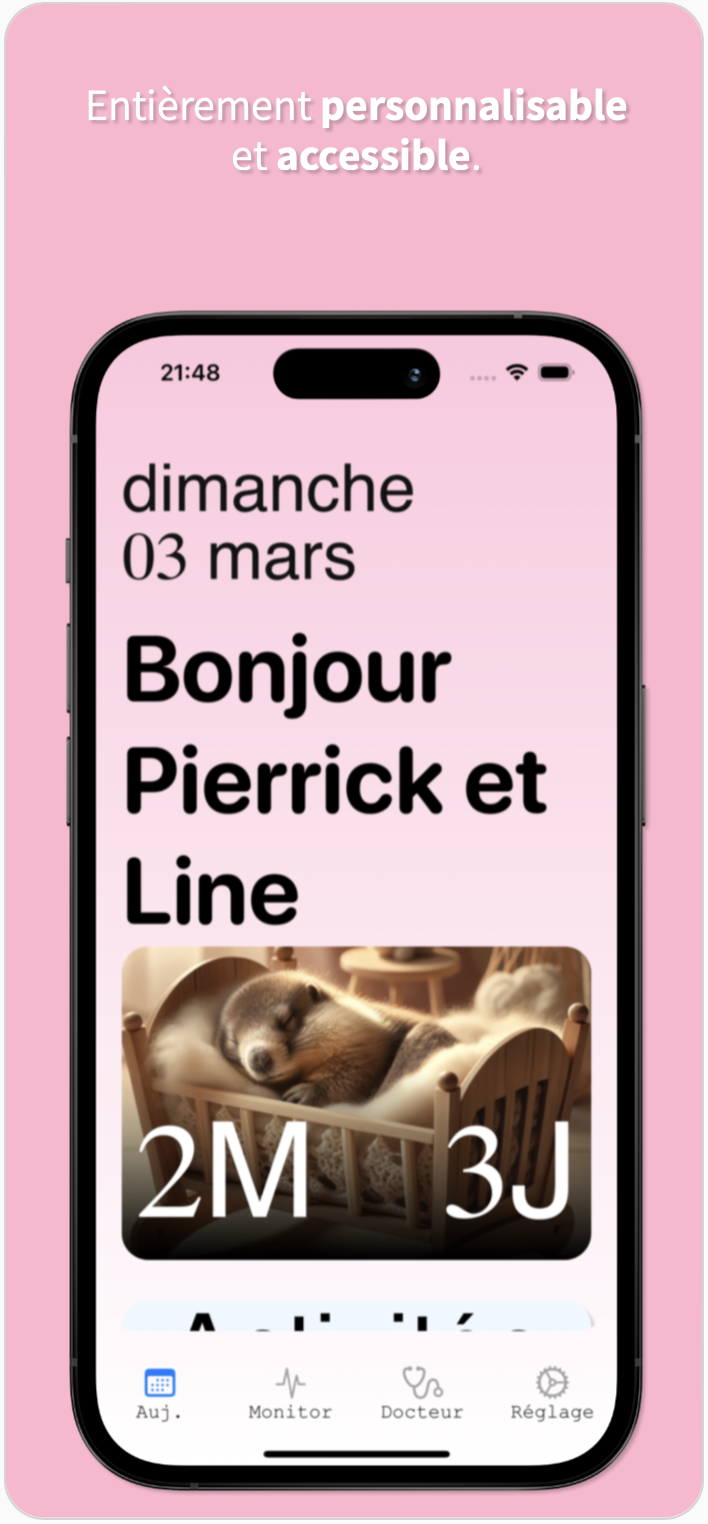 Entièrement personnalisable
et accessible.
21:48
dimanche
03 mars
Bonjour
Pierrick et
Line
2M 3J
Auj. Monitor Docteur Réglage